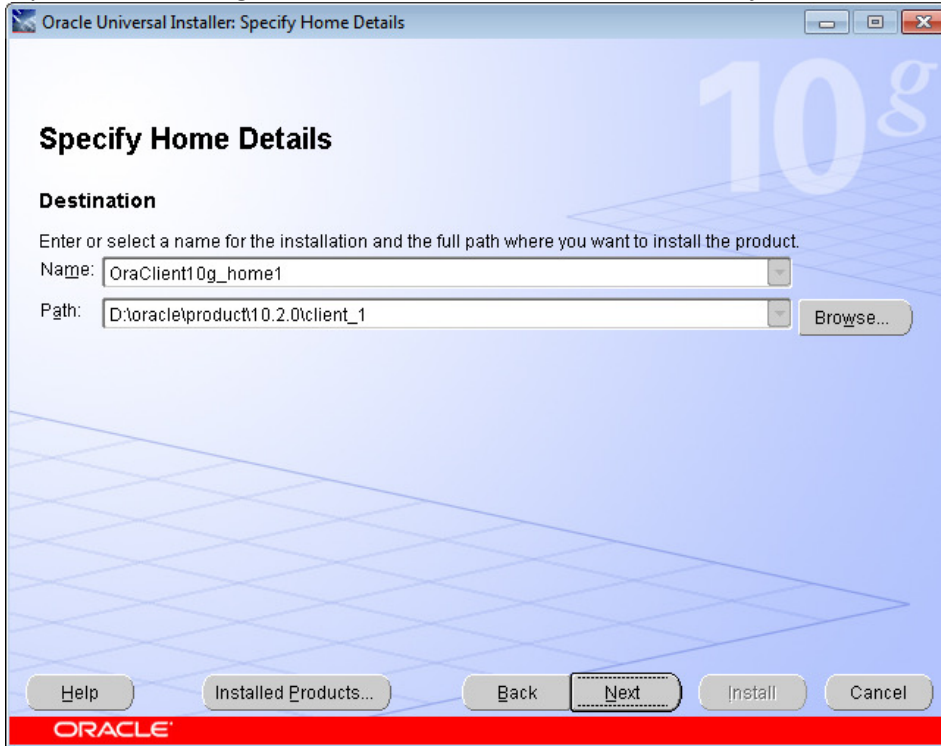 Oracle Universal Installer: Specify Home Details
10g
Specify Home Details
Destination
Enter or select a name for the installation and the full path where you want to install the product.
Name: OraClient10g_home1
Path: D:\oracle\product\10.2.0\client_1 Browse...
Help Installed Products... Back Next Install Cancel
ORACLE